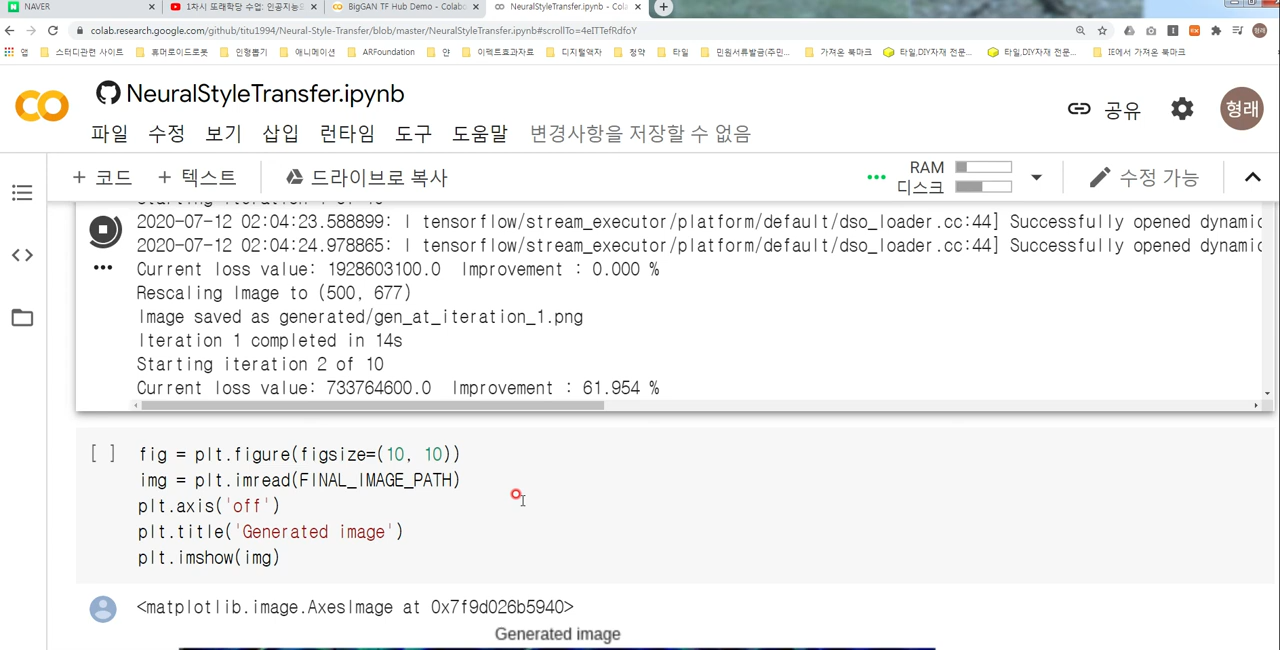 NAVER
1차시 또래학당 수업: 인공지능
BigGAN TF Hub Demo - Colabo
NeuralStyleTransfer.ipynb - Cola
colab.research.google.com/github/titu1994/Neural-Style-Transfer/blob/master/NeuralStyleTransfer.ipynb#scrollTo=4eITTefRdfoY
앱 스터디관련 사이트 휴머로이드로봇 인형뽑기 애니메이션 ARFoundation 얀 이펙트효과자료 디지털액자 청약 타일 민원서류발급(주민... 가져온 북마크 타일,DIY자재 전문... 타일,DIY자재 전문... IE에서 가져온 북마크
NeuralStyleTransfer.ipynb
공유
형래
파일 수정 보기 삽입 런타임 도구 도움말 변경사항을 저장할 수 없음
+ 코드 + 텍스트 드라이브로 복사
RAM
디스크
수정 가능
Starting iteration 1 of 10
2020-07-12 02:04:23.588899: I tensorflow/stream_executor/platform/default/dso_loader.cc:44] Successfully opened dynamic
2020-07-12 02:04:24.978865: I tensorflow/stream_executor/platform/default/dso_loader.cc:44] Successfully opened dynamic
Current loss value: 1928603100.0 Improvement : 0.000 %
Rescaling Image to (500, 677)
Image saved as generated/gen_at_iteration_1.png
Iteration 1 completed in 14s
Starting iteration 2 of 10
Current loss value: 733764600.0 Improvement : 61.954 %
[ ] fig = plt.figure(figsize=(10, 10))
img = plt.imread(FINAL_IMAGE_PATH)
plt.axis('off')
plt.title('Generated image')
plt.imshow(img)
<matplotlib.image.AxesImage at 0x7f9d026b5940>
Generated image